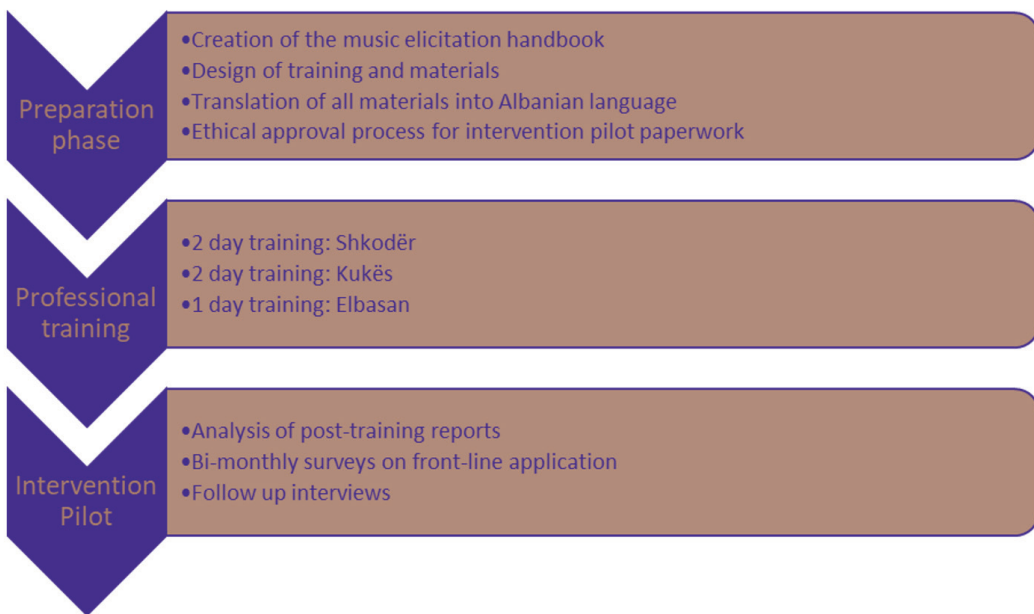 Preparation
phase
•Creation of the music elicitation handbook
•Design of training and materials
•Translation of all materials into Albanian language
•Ethical approval process for intervention pilot paperwork
Professional
training
•2 day training: Shkodër
•2 day training: Kukës
•1 day training: Elbasan
Intervention
Pilot
•Analysis of post-training reports
•Bi-monthly surveys on front-line application
•Follow up interviews